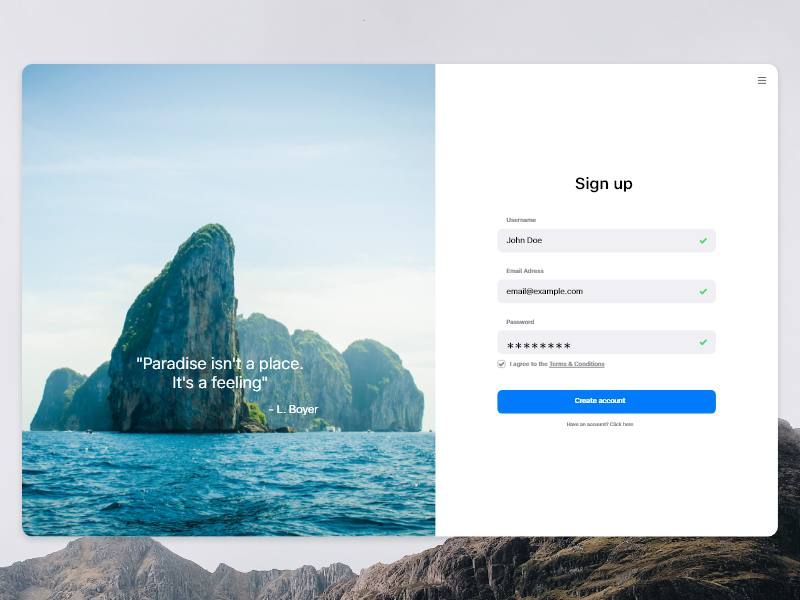 "Paradise isn't a place.
It's a feeling"
- L. Boyer
Sign up
Username
John Doe
Email Adress
email@example.com
Password
********
I agree to the Terms & Conditions
Create account
Have an account? Click here